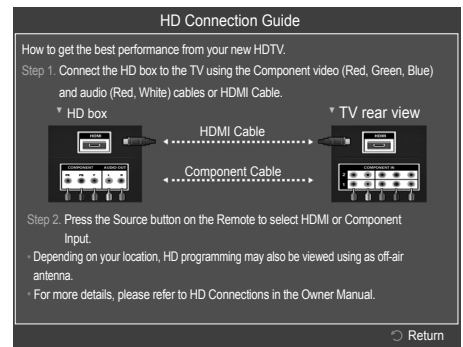 HD Connection Guide
How to get the best performance from your new HDTV.
Step 1. Connect the HD box to the TV using the Component video (Red, Green, Blue)
and audio (Red, White) cables or HDMI Cable.
▼ HD box
▼ TV rear view
HDMI
HDMI Cable
HDMI
COMPONENT AUDIO OUT
Component Cable
COMPONENT IN
2
1
Step 2. Press the Source button on the Remote to select HDMI or Component
Input.
• Depending on your location, HD programming may also be viewed using as off-air
antenna.
• For more details, please refer to HD Connections in the Owner Manual.
Return